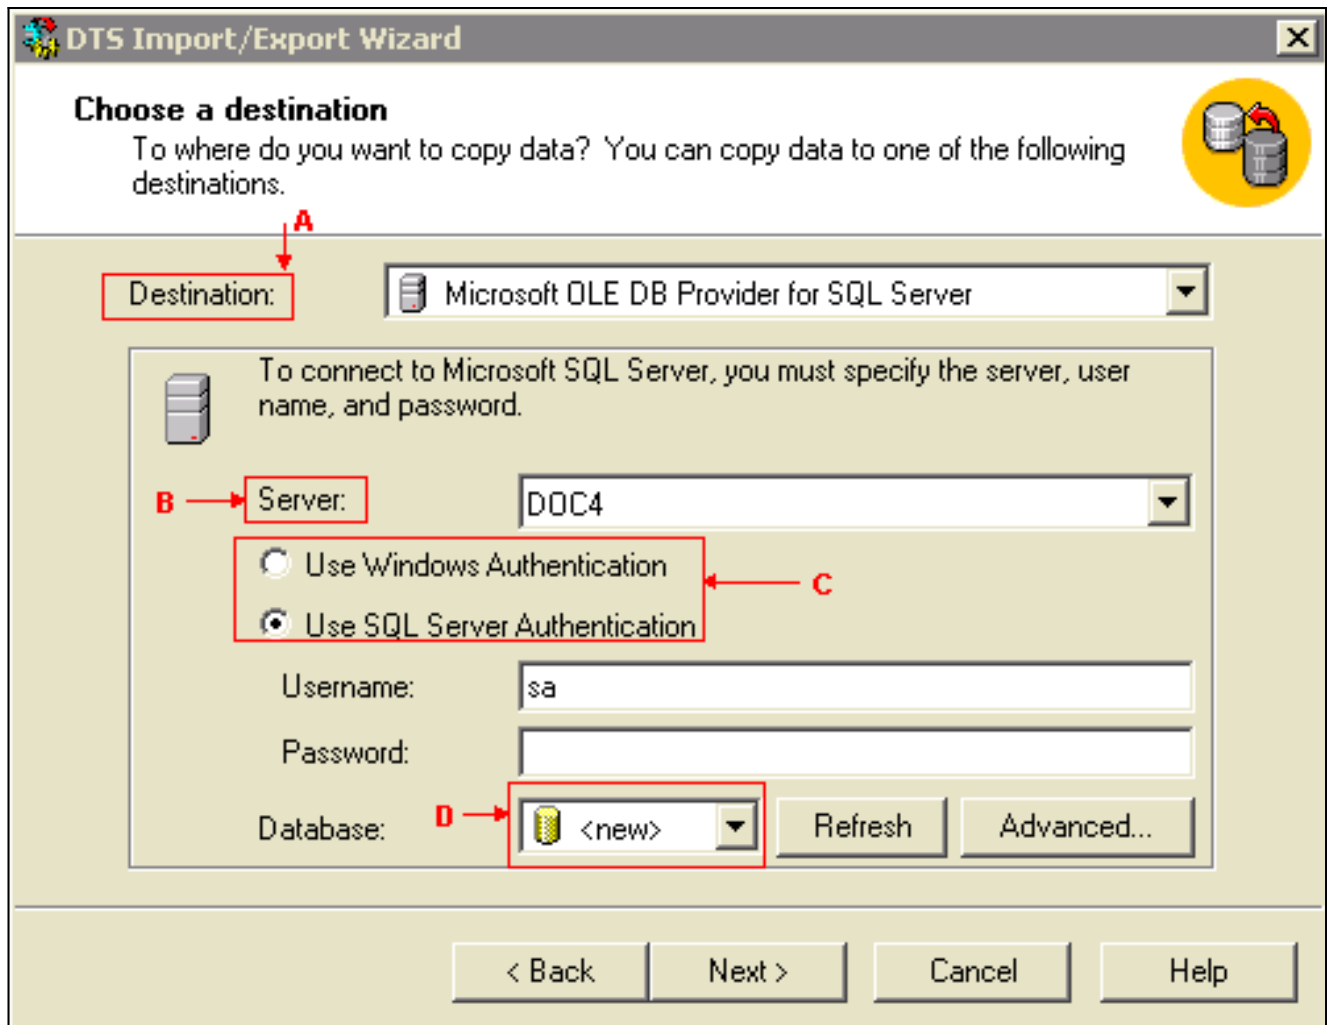 DTS Import/Export Wizard
Choose a destination
To where do you want to copy data? You can copy data to one of the following
destinations.
A
Destination:
Microsoft OLE DB Provider for SQL Server
To connect to Microsoft SQL Server, you must specify the server, user
name, and password.
B
Server:
DOC4
Use Windows Authentication
C
Use SQL Server Authentication
Username:
sa
Password:
Database:
D
<new>
Refresh
Advanced...
< Back
Next >
Cancel
Help